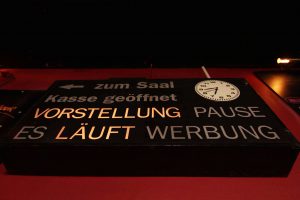 ← zum Saal
Kasse geöffnet
VORSTELLUNG PAUSE
ES LÄUFT WERBUNG